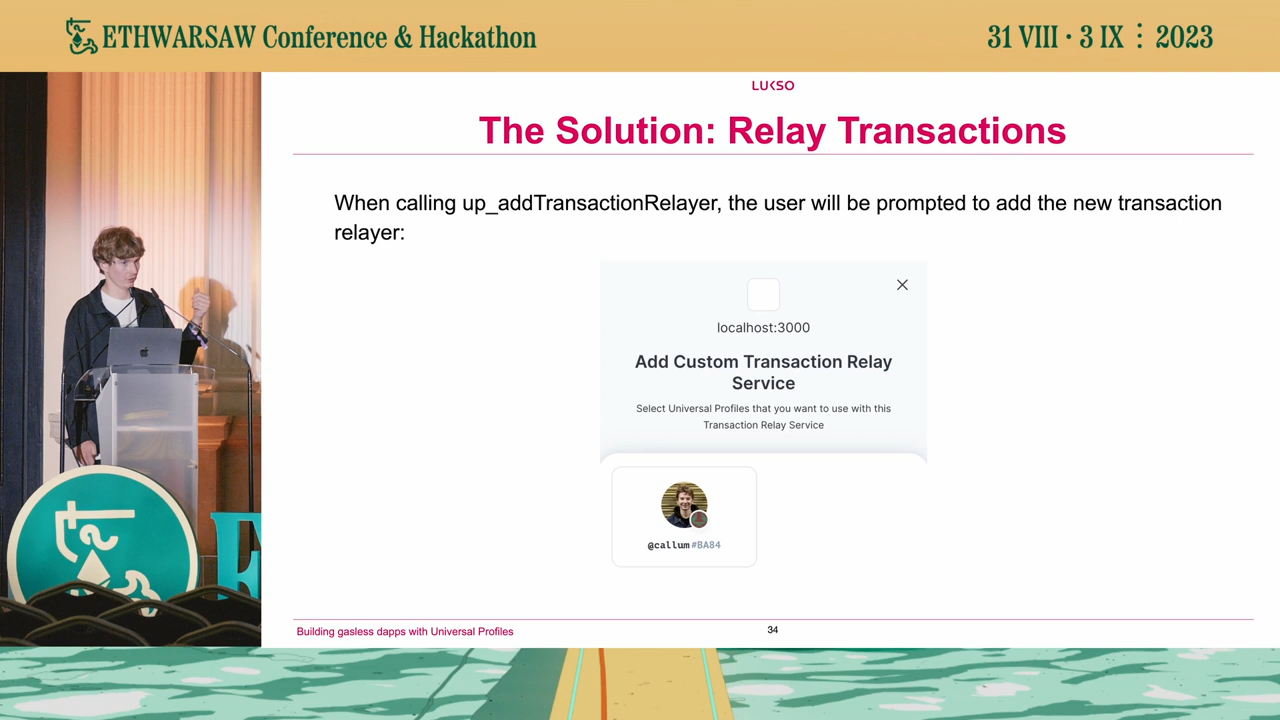 ETHWARSAW Conference & Hackathon
31 VIII · 3 IX ⋮ 2023
LUKSO
The Solution: Relay Transactions
When calling up_addTransactionRelayer, the user will be prompted to add the new transaction
relayer:
localhost:3000
Add Custom Transaction Relay
Service
Select Universal Profiles that you want to use with this
Transaction Relay Service
@callum#BA84
E
Building gasless dapps with Universal Profiles
34